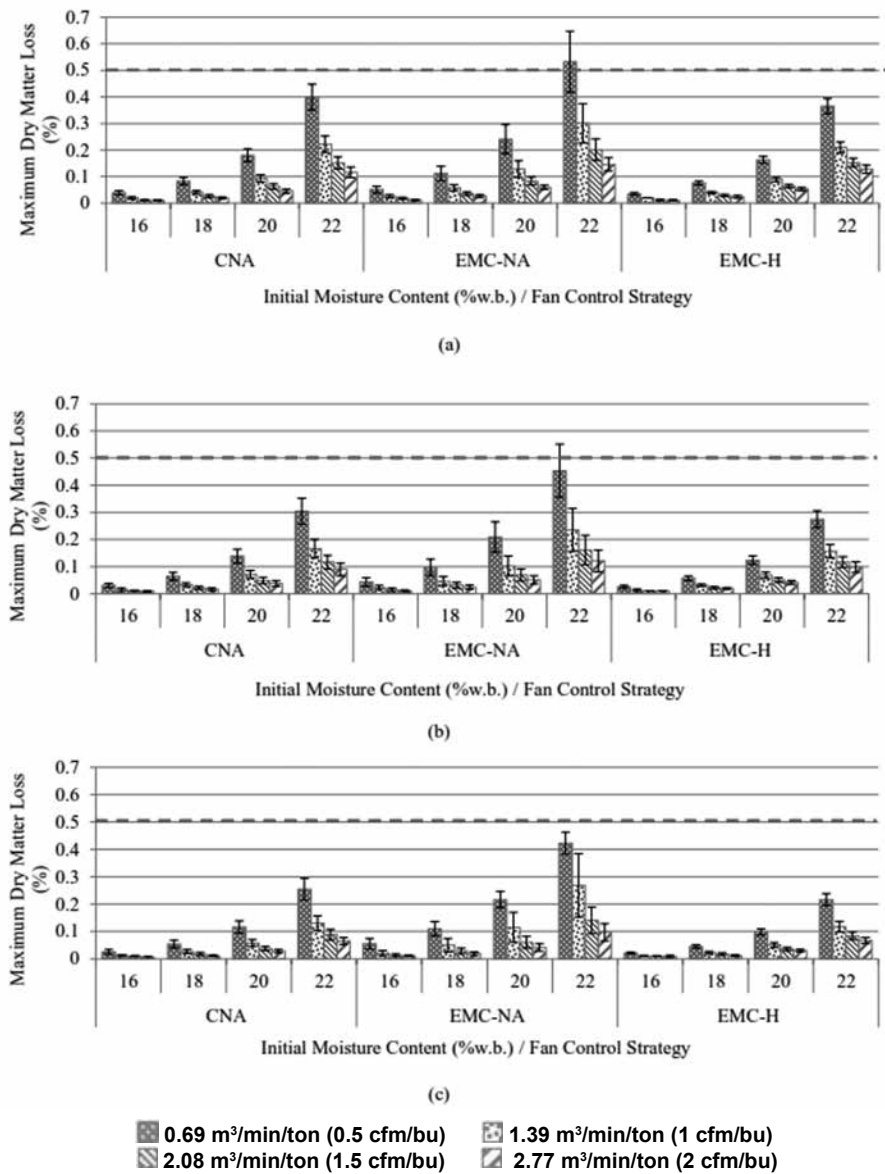 0.7
0.6
0.5
0.4
0.3
0.2
0.1
0
Maximum Dry Matter Loss
(%)
16 18 20 22 16 18 20 22 16 18 20 22
CNA EMC-NA EMC-H
Initial Moisture Content (%w.b.) / Fan Control Strategy
(a)
0.7
0.6
0.5
0.4
0.3
0.2
0.1
0
Maximum Dry Matter Loss
(%)
16 18 20 22 16 18 20 22 16 18 20 22
CNA EMC-NA EMC-H
Initial Moisture Content (%w.b.) / Fan Control Strategy
(b)
0.7
0.6
0.5
0.4
0.3
0.2
0.1
0
Maximum Dry Matter Loss
(%)
16 18 20 22 16 18 20 22 16 18 20 22
CNA EMC-NA EMC-H
Initial Moisture Content (%w.b.) / Fan Control Strategy
(c)
0.69 m³/min/ton (0.5 cfm/bu) 1.39 m³/min/ton (1 cfm/bu)
2.08 m³/min/ton (1.5 cfm/bu) 2.77 m³/min/ton (2 cfm/bu)